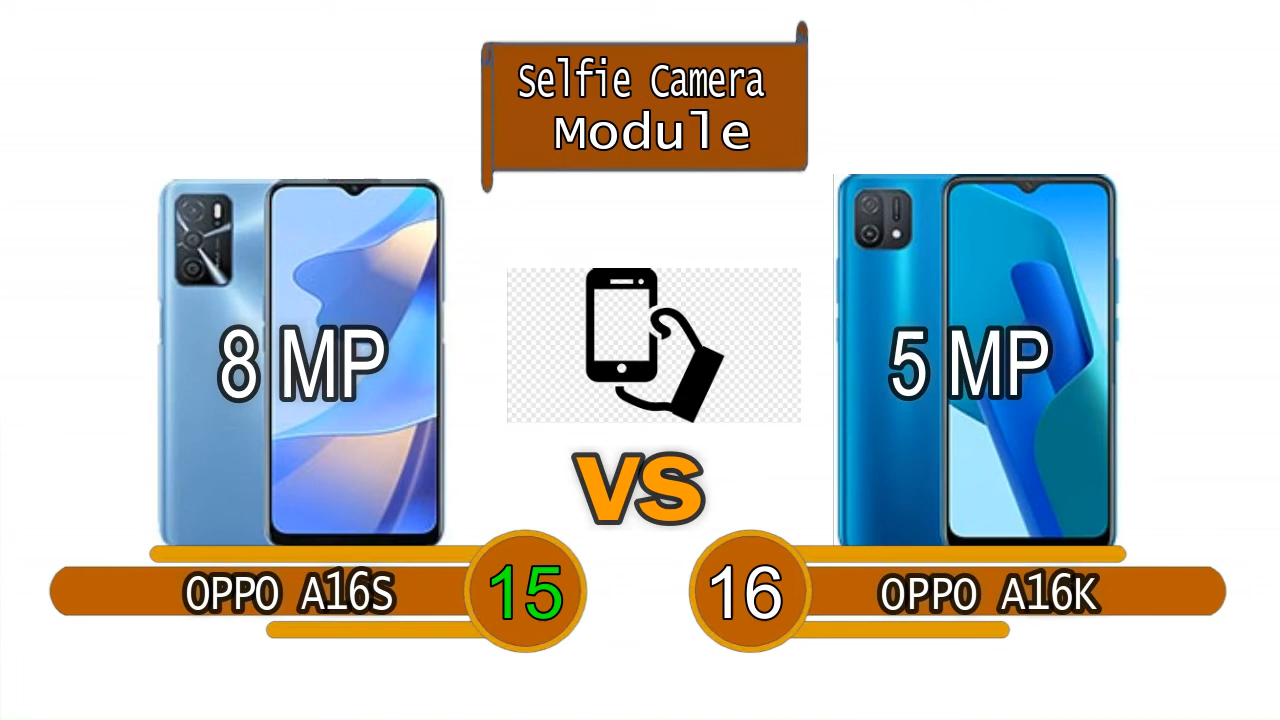 Selfie Camera
Module
8 MP
5 MP
VS
OPPO A16S
15
16
OPPO A16K